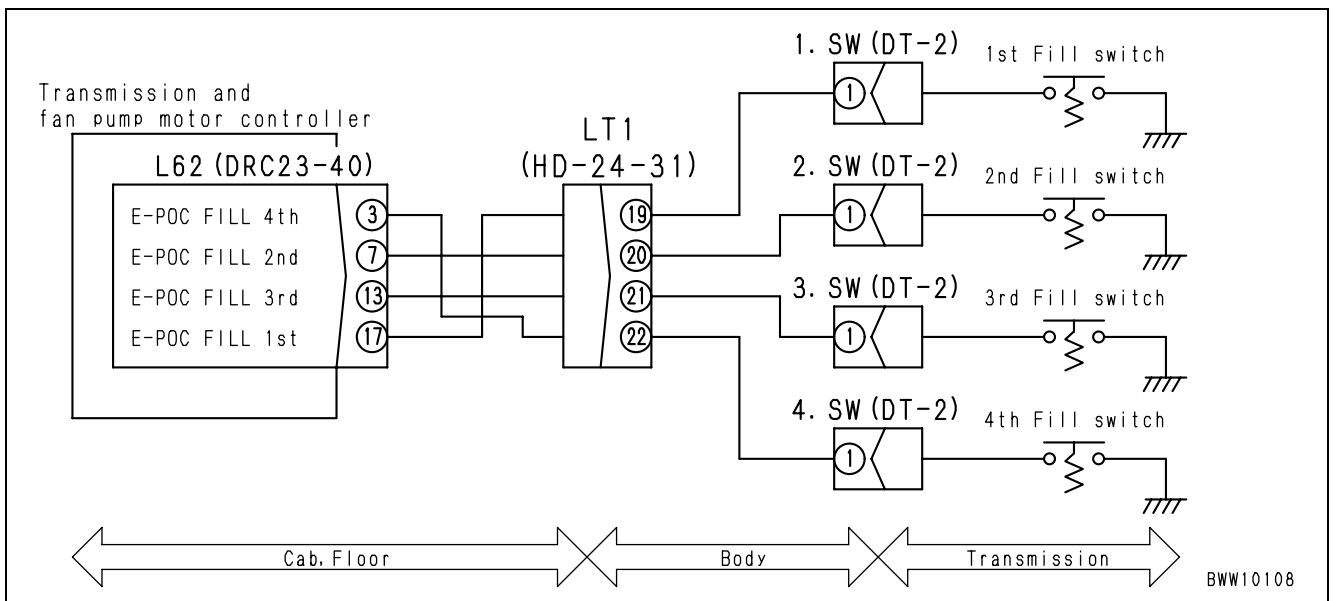 Transmission and
fan pump motor controller
L62 (DRC23-40)
E-POC FILL 4th 3
E-POC FILL 2nd 7
E-POC FILL 3rd 13
E-POC FILL 1st 17
LT1
(HD-24-31)
19
20
21
22
1. SW (DT-2) 1st Fill switch
1
2. SW (DT-2) 2nd Fill switch
1
3. SW (DT-2) 3rd Fill switch
1
4. SW (DT-2) 4th Fill switch
1
Cab, Floor Body Transmission
BWW10108